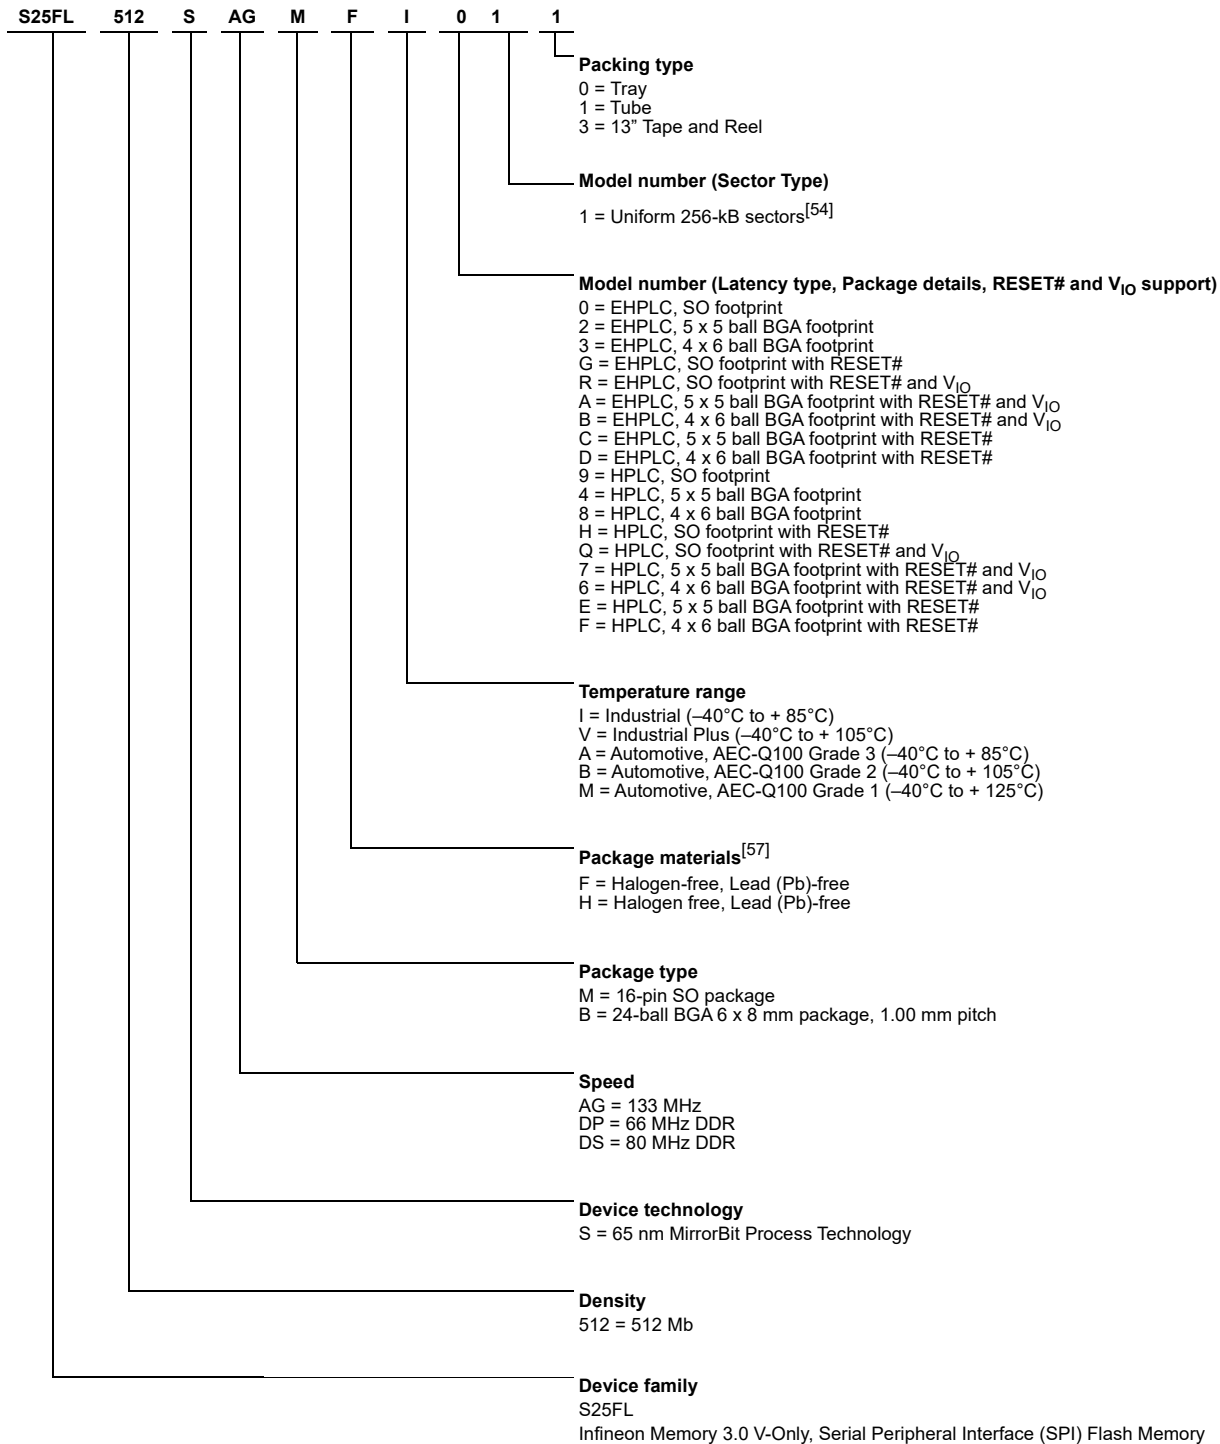 S25FL 512 S AG M F I 0 1 1
Packing type
0 = Tray
1 = Tube
3 = 13” Tape and Reel
Model number (Sector Type)
1 = Uniform 256-kB sectors[54]
Model number (Latency type, Package details, RESET# and VIO support)
0 = EHPLC, SO footprint
2 = EHPLC, 5 x 5 ball BGA footprint
3 = EHPLC, 4 x 6 ball BGA footprint
G = EHPLC, SO footprint with RESET#
R = EHPLC, SO footprint with RESET# and VIO
A = EHPLC, 5 x 5 ball BGA footprint with RESET# and VIO
B = EHPLC, 4 x 6 ball BGA footprint with RESET# and VIO
C = EHPLC, 5 x 5 ball BGA footprint with RESET#
D = EHPLC, 4 x 6 ball BGA footprint with RESET#
9 = HPLC, SO footprint
4 = HPLC, 5 x 5 ball BGA footprint
8 = HPLC, 4 x 6 ball BGA footprint
H = HPLC, SO footprint with RESET#
Q = HPLC, SO footprint with RESET# and VIO
7 = HPLC, 5 x 5 ball BGA footprint with RESET# and VIO
6 = HPLC, 4 x 6 ball BGA footprint with RESET# and VIO
E = HPLC, 5 x 5 ball BGA footprint with RESET#
F = HPLC, 4 x 6 ball BGA footprint with RESET#
Temperature range
I = Industrial (–40°C to + 85°C)
V = Industrial Plus (–40°C to + 105°C)
A = Automotive, AEC-Q100 Grade 3 (–40°C to + 85°C)
B = Automotive, AEC-Q100 Grade 2 (–40°C to + 105°C)
M = Automotive, AEC-Q100 Grade 1 (–40°C to + 125°C)
Package materials[57]
F = Halogen-free, Lead (Pb)-free
H = Halogen free, Lead (Pb)-free
Package type
M = 16-pin SO package
B = 24-ball BGA 6 x 8 mm package, 1.00 mm pitch
Speed
AG = 133 MHz
DP = 66 MHz DDR
DS = 80 MHz DDR
Device technology
S = 65 nm MirrorBit Process Technology
Density
512 = 512 Mb
Device family
S25FL
Infineon Memory 3.0 V-Only, Serial Peripheral Interface (SPI) Flash Memory